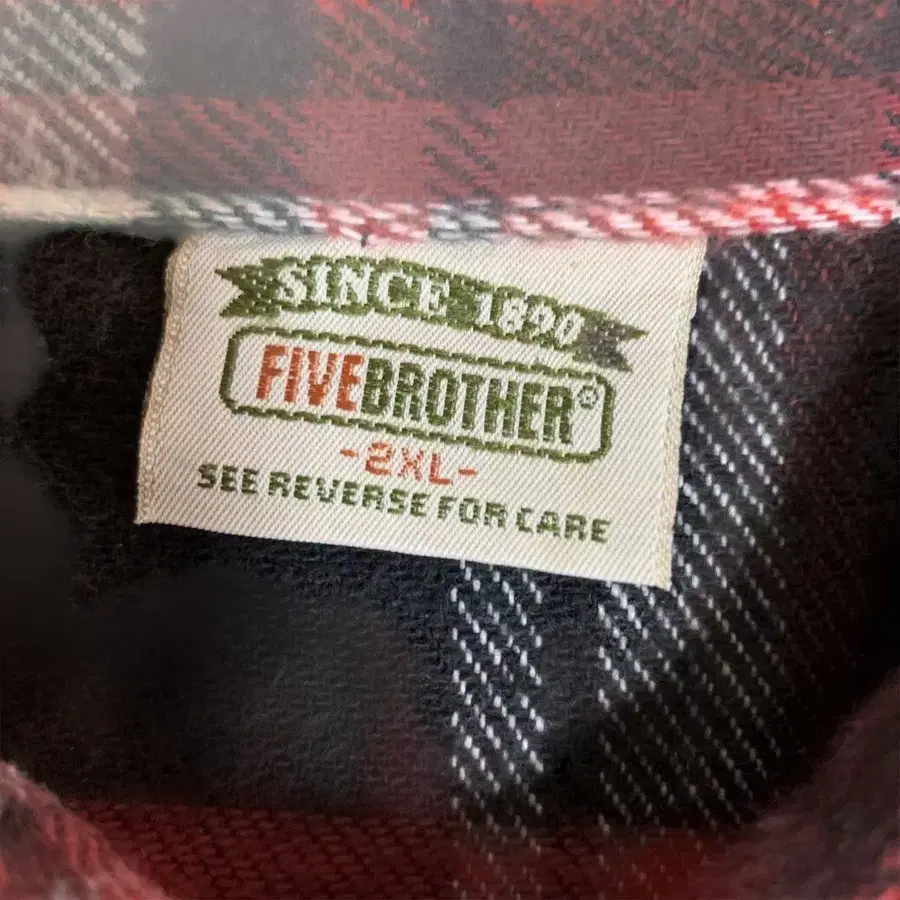 SINCE 1890
FIVEBROTHER®
-2XL-
SEE REVERSE FOR CARE